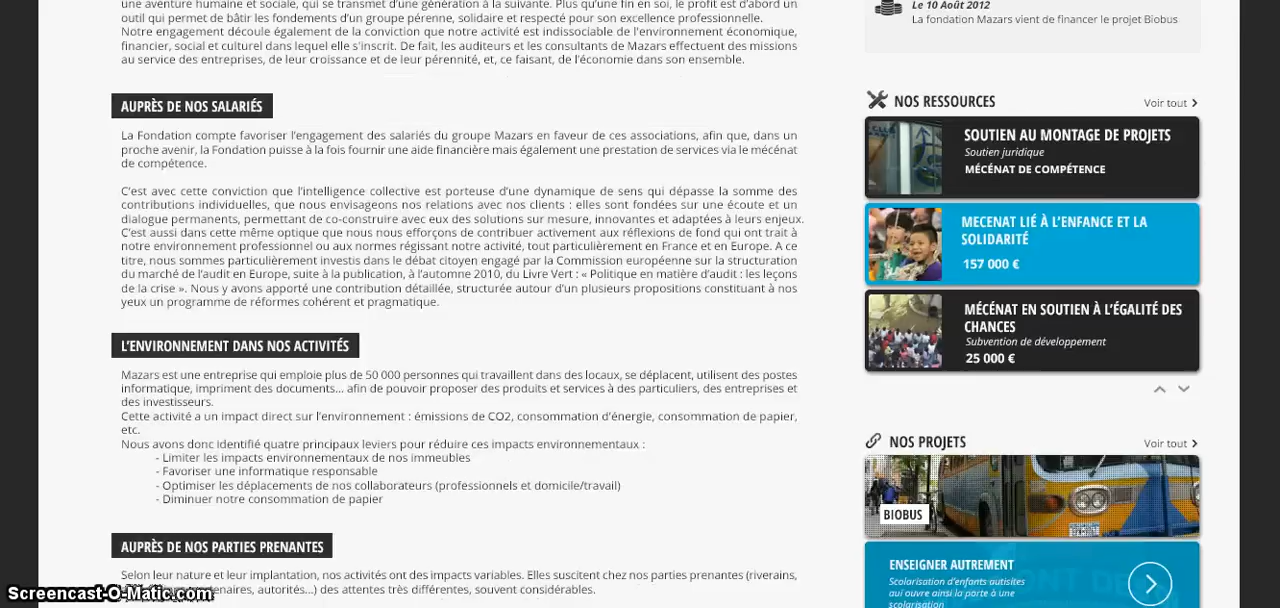 une aventure humaine et sociale, qui se transmet d'une génération à la suivante. Plus qu'une fin en soi, le profit est d'abord un
outil qui permet de bâtir les fondements d'un groupe pérenne, solidaire et respecté pour son excellence professionnelle.
Notre engagement découle également de la conviction que notre activité est indissociable de l'environnement économique,
financier, social et culturel dans lequel elle s'inscrit. De fait, les auditeurs et les consultants de Mazars effectuent des missions
au service des entreprises, de leur croissance et de leur pérennité, et, ce faisant, de l'économie dans son ensemble.
AUPRÈS DE NOS SALARIÉS
La Fondation compte favoriser l'engagement des salariés du groupe Mazars en faveur de ces associations, afin que, dans un
proche avenir, la Fondation puisse à la fois fournir une aide financière mais également une prestation de services via le mécénat
de compétence.
C'est avec cette conviction que l'intelligence collective est porteuse d'une dynamique de sens qui dépasse la somme des
contributions individuelles, que nous envisageons nos relations avec nos clients : elles sont fondées sur une écoute et un
dialogue permanents, permettant de co-construire avec eux des solutions sur mesure, innovantes et adaptées à leurs enjeux.
C'est aussi dans cette même optique que nous nous efforçons de contribuer activement aux réflexions de fond qui ont trait à
notre environnement professionnel ou aux normes régissant notre activité, tout particulièrement en France et en Europe. A ce
titre, nous sommes particulièrement investis dans le débat citoyen engagé par la Commission européenne sur la structuration
du marché de l'audit en Europe, suite à la publication, à l'automne 2010, du Livre Vert : « Politique en matière d'audit : les leçons
de la crise ». Nous y avons apporté une contribution détaillée, structurée autour d'un plusieurs propositions constituant à nos
yeux un programme de réformes cohérent et pragmatique.
L'ENVIRONNEMENT DANS NOS ACTIVITÉS
Mazars est une entreprise qui emploie plus de 50 000 personnes qui travaillent dans des locaux, se déplacent, utilisent des postes
informatique, impriment des documents... afin de pouvoir proposer des produits et services à des particuliers, des entreprises et
des investisseurs.
Cette activité a un impact direct sur l'environnement : émissions de CO2, consommation d'énergie, consommation de papier,
etc.
Nous avons donc identifié quatre principaux leviers pour réduire ces impacts environnementaux :
- Limiter les impacts environnementaux de nos immeubles
- Favoriser une informatique responsable
- Optimiser les déplacements de nos collaborateurs (professionnels et domicile/travail)
- Diminuer notre consommation de papier
AUPRÈS DE NOS PARTIES PRENANTES
Selon leur nature et leur implantation, nos activités ont des impacts variables. Elles suscitent chez nos parties prenantes (riverains,
enaires, autorités...) des attentes très différentes, souvent considérables.
Screencast-O-Matic.com
Le 10 Août 2012
La fondation Mazars vient de financer le projet Biobus
NOS RESSOURCES
Voir tout
SOUTIEN AU MONTAGE DE PROJETS
Soutien juridique
MÉCÉNAT DE COMPÉTENCE
MECENAT LIÉ À L'ENFANCE ET LA
SOLIDARITÉ
157 000 €
MÉCÉNAT EN SOUTIEN À L'ÉGALITÉ DES
CHANCES
Subvention de développement
25 000 €
NOS PROJETS
Voir tout
BIOBUS
ENSEIGNER AUTREMENT
Scolarisation d'enfants autisites
qui ouvre ainsi la porte à une
scolarisation